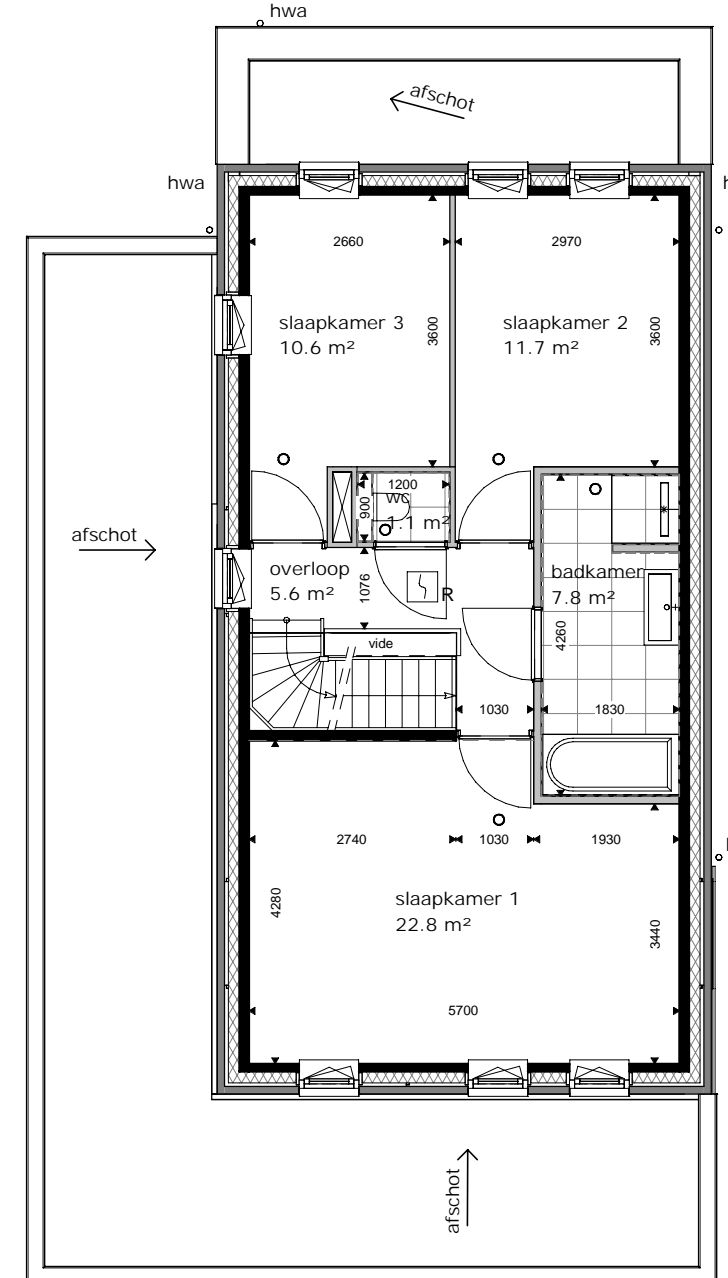 hwa
afschot
hwa
2660
2970
slaapkamer 3
10.6 m²
3600
slaapkamer 2
11.7 m²
3600
1200
wc
1.1 m²
900
afschot
overloop
5.6 m²
1076
R
badkamer
7.8 m²
4260
vide
1030
1830
2740
1030
1930
slaapkamer 1
22.8 m²
4280
3440
5700
afschot